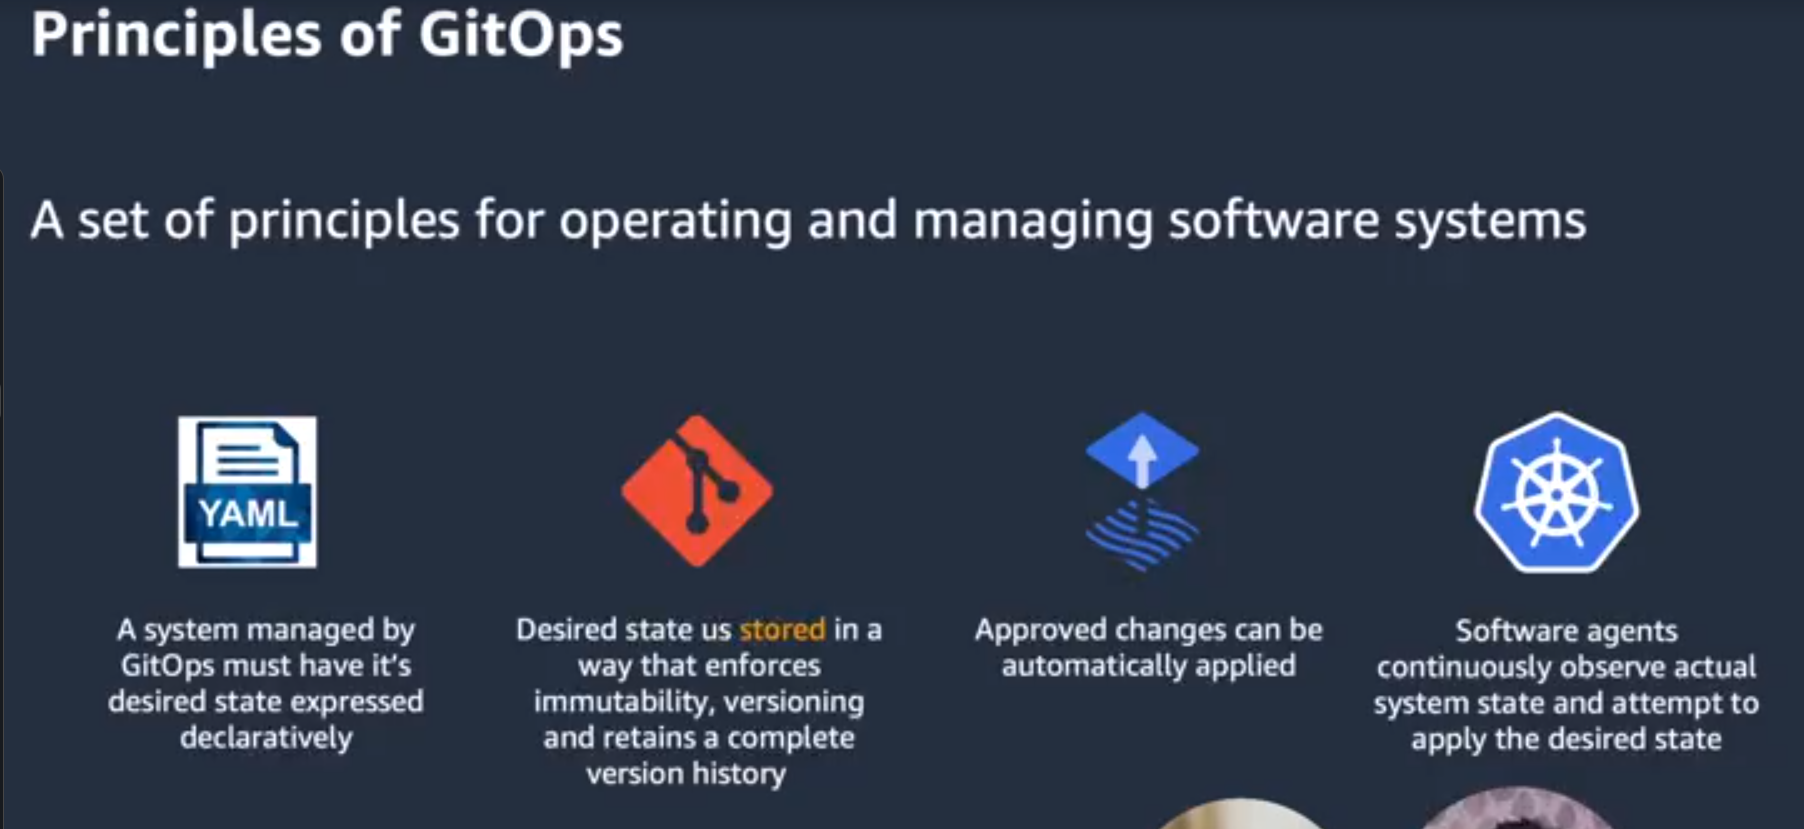 Principles of GitOps
A set of principles for operating and managing software systems
YAML
A system managed by
GitOps must have it's
desired state expressed
declaratively
Desired state us stored in a
way that enforces
immutability, versioning
and retains a complete
version history
Approved changes can be
automatically applied
Software agents
continuously observe actual
system state and attempt to
apply the desired state